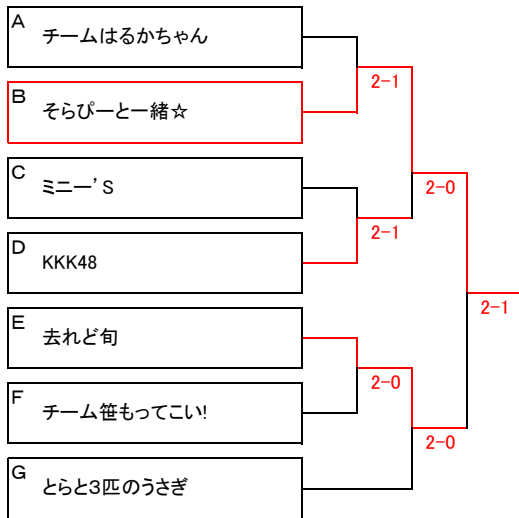 A
チームはるかちゃん
B
そらぴーと一緒☆
C
ミニー'S
D
KKK48
E
去れど旬
F
チーム笹もってこい!
G
とらと3匹のうさぎ
2-1
2-1
2-0
2-0
2-0
2-1